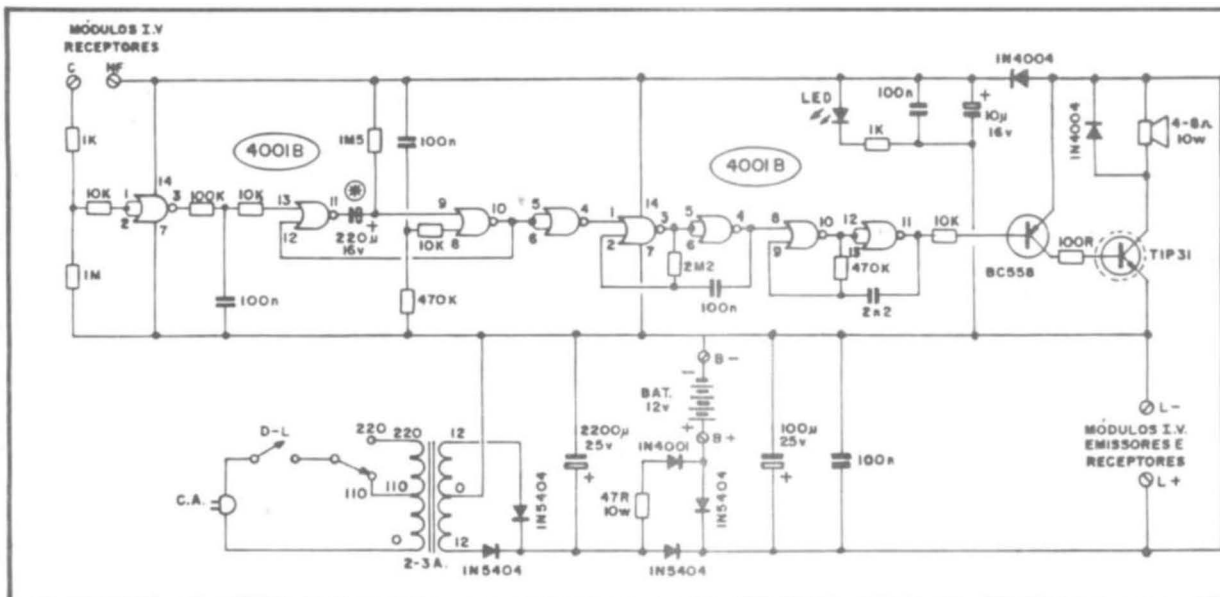 MÓDULOS I.V
RECEPTORES
C NF
1K
10K
1
2
14
3
7
1M
100K
10K
100n
4001B
13
12
11
220µ
16v
1M5
100n
9
8
10
10K
470K
5
6
4
1
2
14
3
7
2M2
100n
4001B
5
6
4
8
9
10
470K
2n2
12
13
11
10K
LED
1K
100n
10µ
16v
1N4004
1N4004
4-8Ω
10w
BC558
100R
TIP31
C.A.
D-L
220
110
220
110
0
12
0
12
2-3A.
1N5404
1N5404
2200µ
25v
BAT.
12v
B-
B+
1N4001
47R
10w
1N5404
1N5404
100µ
25v
100n
L-
MÓDULOS I.V.
EMISSORES E
RECEPTORES
L+